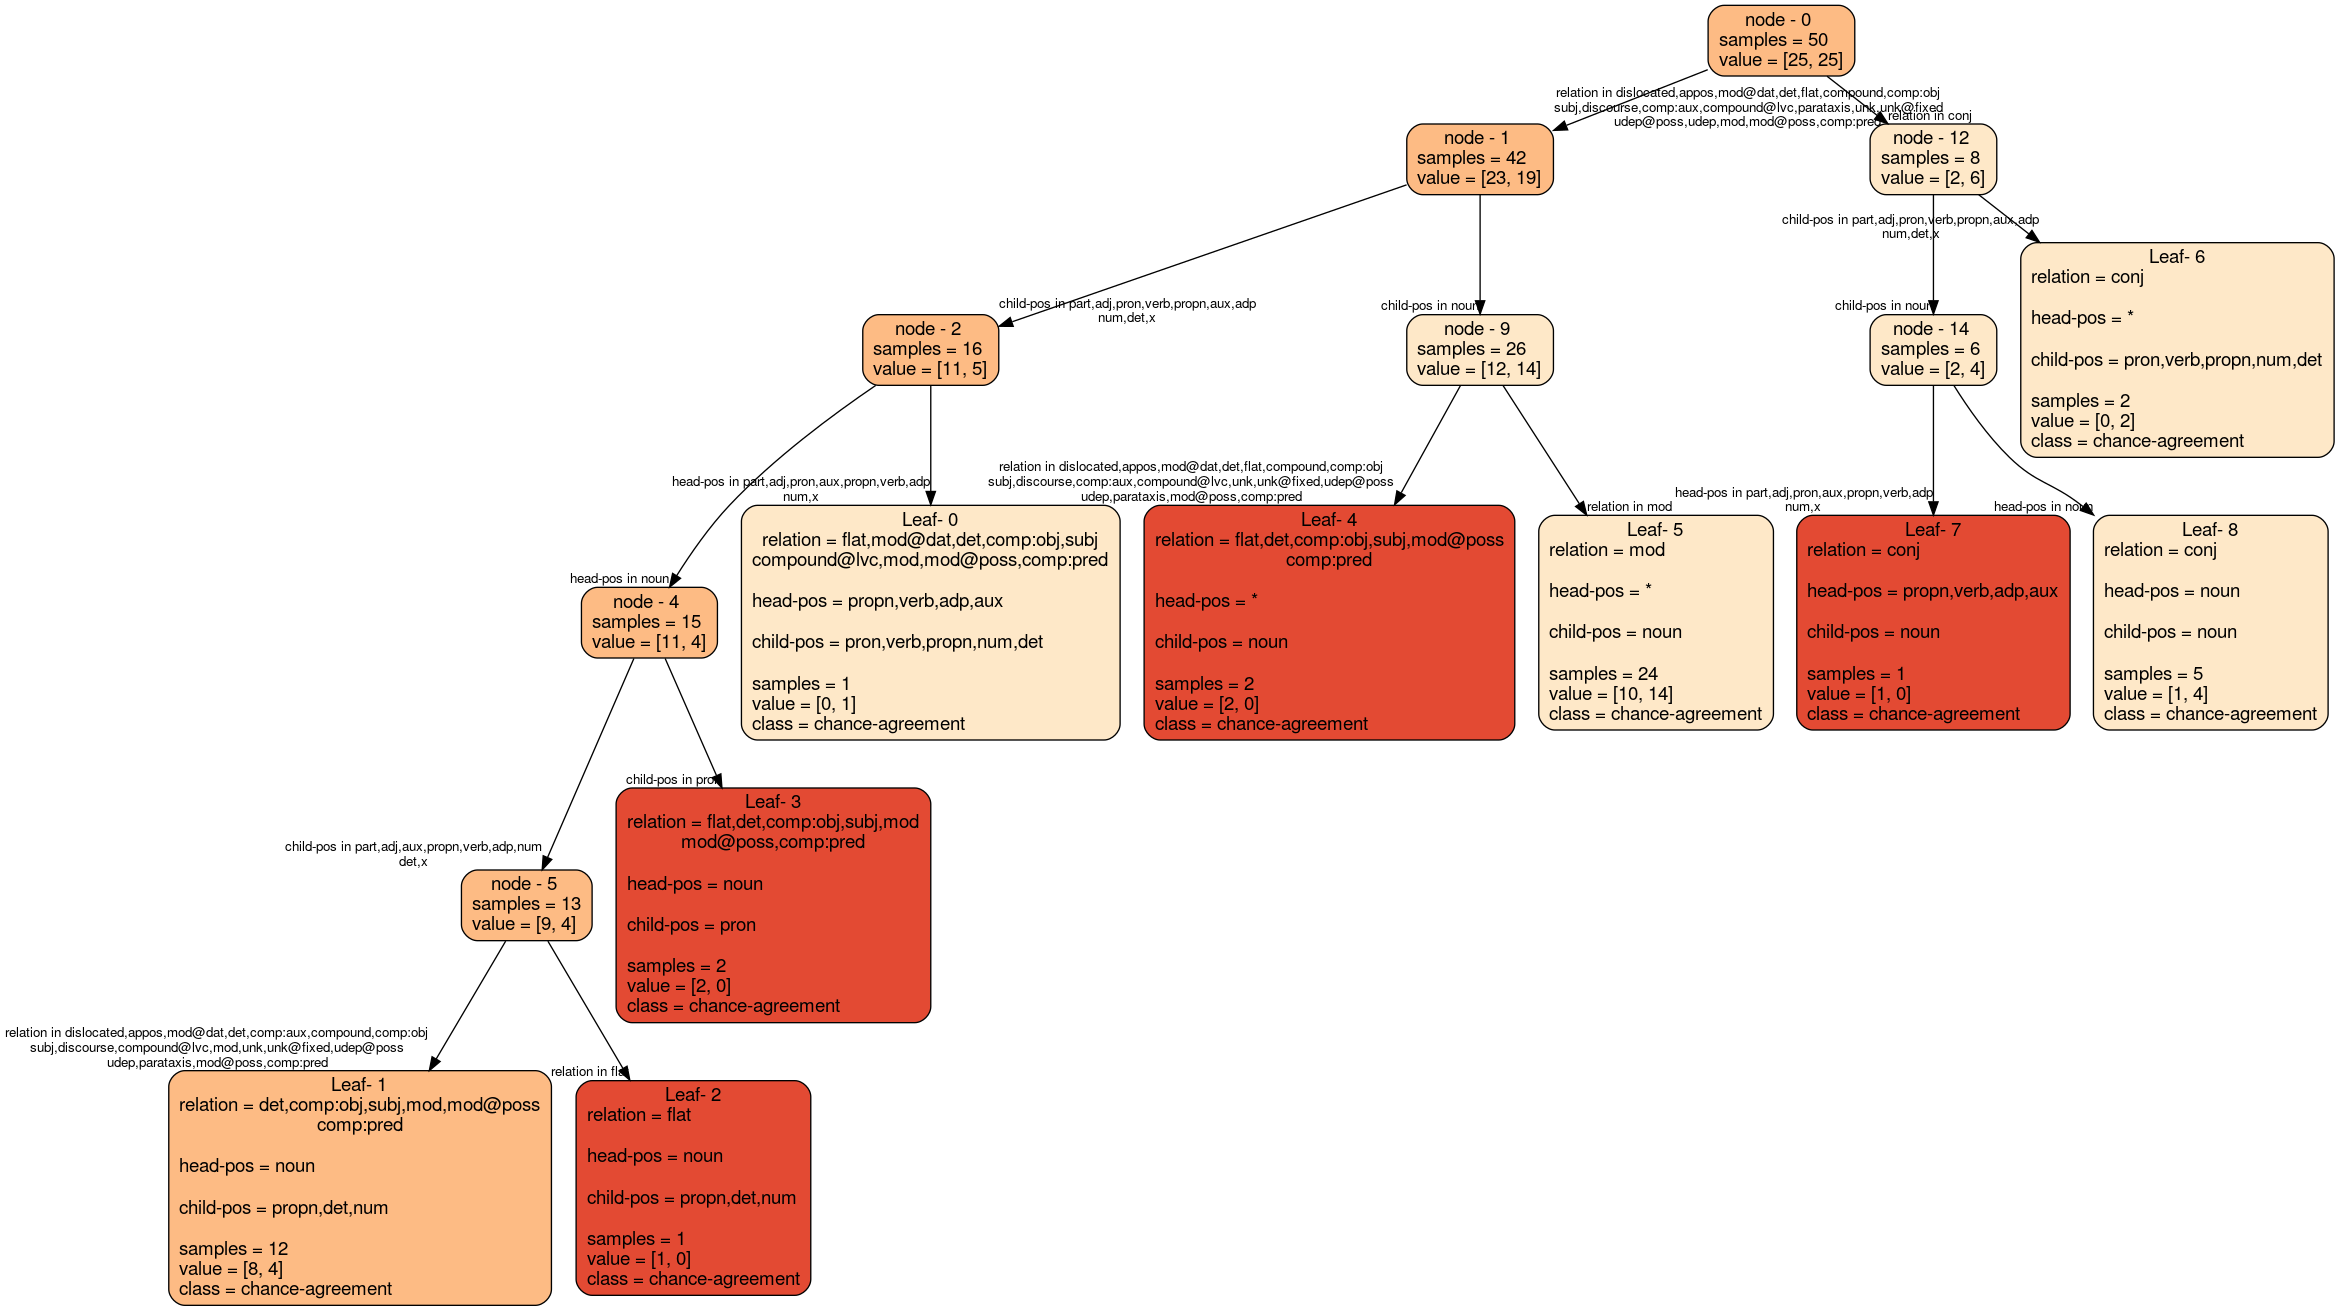 node - 0
samples = 50
value = [25, 25]
relation in dislocated,appos,mod@dat,det,flat,compound,comp:obj
subj,discourse,comp:aux,compound@lvc,parataxis,unk,unk@fixed
udep@poss,udep,mod,mod@poss,comp:pred
relation in conj
node - 1
samples = 42
value = [23, 19]
node - 12
samples = 8
value = [2, 6]
child-pos in part,adj,pron,verb,propn,aux,adp
num,det,x
child-pos in noun
child-pos in part,adj,pron,verb,propn,aux,adp
num,det,x
child-pos in noun
node - 2
samples = 16
value = [11, 5]
node - 9
samples = 26
value = [12, 14]
node - 14
samples = 6
value = [2, 4]
Leaf- 6
relation = conj
head-pos = *
child-pos = pron,verb,propn,num,det
samples = 2
value = [0, 2]
class = chance-agreement
head-pos in noun
head-pos in part,adj,pron,aux,propn,verb,adp
num,x
relation in dislocated,appos,mod@dat,det,flat,compound,comp:obj
subj,discourse,comp:aux,compound@lvc,unk,unk@fixed,udep@poss
udep,parataxis,mod@poss,comp:pred
relation in mod
head-pos in part,adj,pron,aux,propn,verb,adp
num,x
head-pos in noun
node - 4
samples = 15
value = [11, 4]
Leaf- 0
relation = flat,mod@dat,det,comp:obj,subj
compound@lvc,mod,mod@poss,comp:pred
head-pos = propn,verb,adp,aux
child-pos = pron,verb,propn,num,det
samples = 1
value = [0, 1]
class = chance-agreement
Leaf- 4
relation = flat,det,comp:obj,subj,mod@poss
comp:pred
head-pos = *
child-pos = noun
samples = 2
value = [2, 0]
class = chance-agreement
Leaf- 5
relation = mod
head-pos = *
child-pos = noun
samples = 24
value = [10, 14]
class = chance-agreement
Leaf- 7
relation = conj
head-pos = propn,verb,adp,aux
child-pos = noun
samples = 1
value = [1, 0]
class = chance-agreement
Leaf- 8
relation = conj
head-pos = noun
child-pos = noun
samples = 5
value = [1, 4]
class = chance-agreement
child-pos in part,adj,aux,propn,verb,adp,num
det,x
child-pos in pron
node - 5
samples = 13
value = [9, 4]
Leaf- 3
relation = flat,det,comp:obj,subj,mod
mod@poss,comp:pred
head-pos = noun
child-pos = pron
samples = 2
value = [2, 0]
class = chance-agreement
relation in dislocated,appos,mod@dat,det,comp:aux,compound,comp:obj
subj,discourse,compound@lvc,mod,unk,unk@fixed,udep@poss
udep,parataxis,mod@poss,comp:pred
relation in flat
Leaf- 1
relation = det,comp:obj,subj,mod,mod@poss
comp:pred
head-pos = noun
child-pos = propn,det,num
samples = 12
value = [8, 4]
class = chance-agreement
Leaf- 2
relation = flat
head-pos = noun
child-pos = propn,det,num
samples = 1
value = [1, 0]
class = chance-agreement